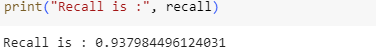 print("Recall is :", recall)
Recall is : 0.937984496124031